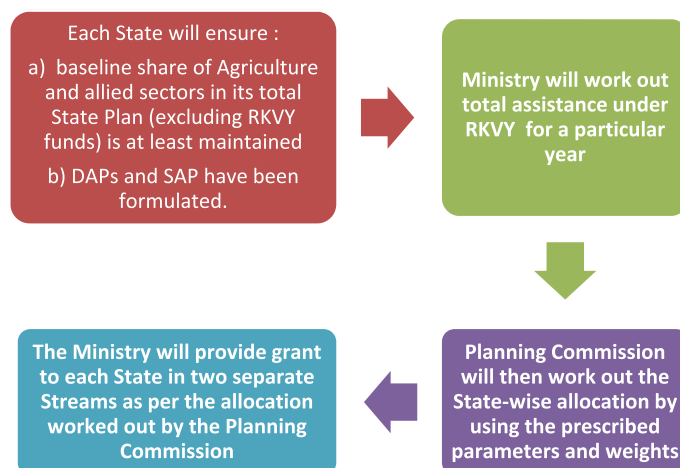 Each State will ensure :
a) baseline share of Agriculture
and allied sectors in its total
State Plan (excluding RKVY
funds) is at least maintained
b) DAPs and SAP have been
formulated.
Ministry will work out
total assistance under
RKVY for a particular
year
Planning Commission
will then work out the
State-wise allocation by
using the prescribed
parameters and weights
The Ministry will provide grant
to each State in two separate
Streams as per the allocation
worked out by the Planning
Commission